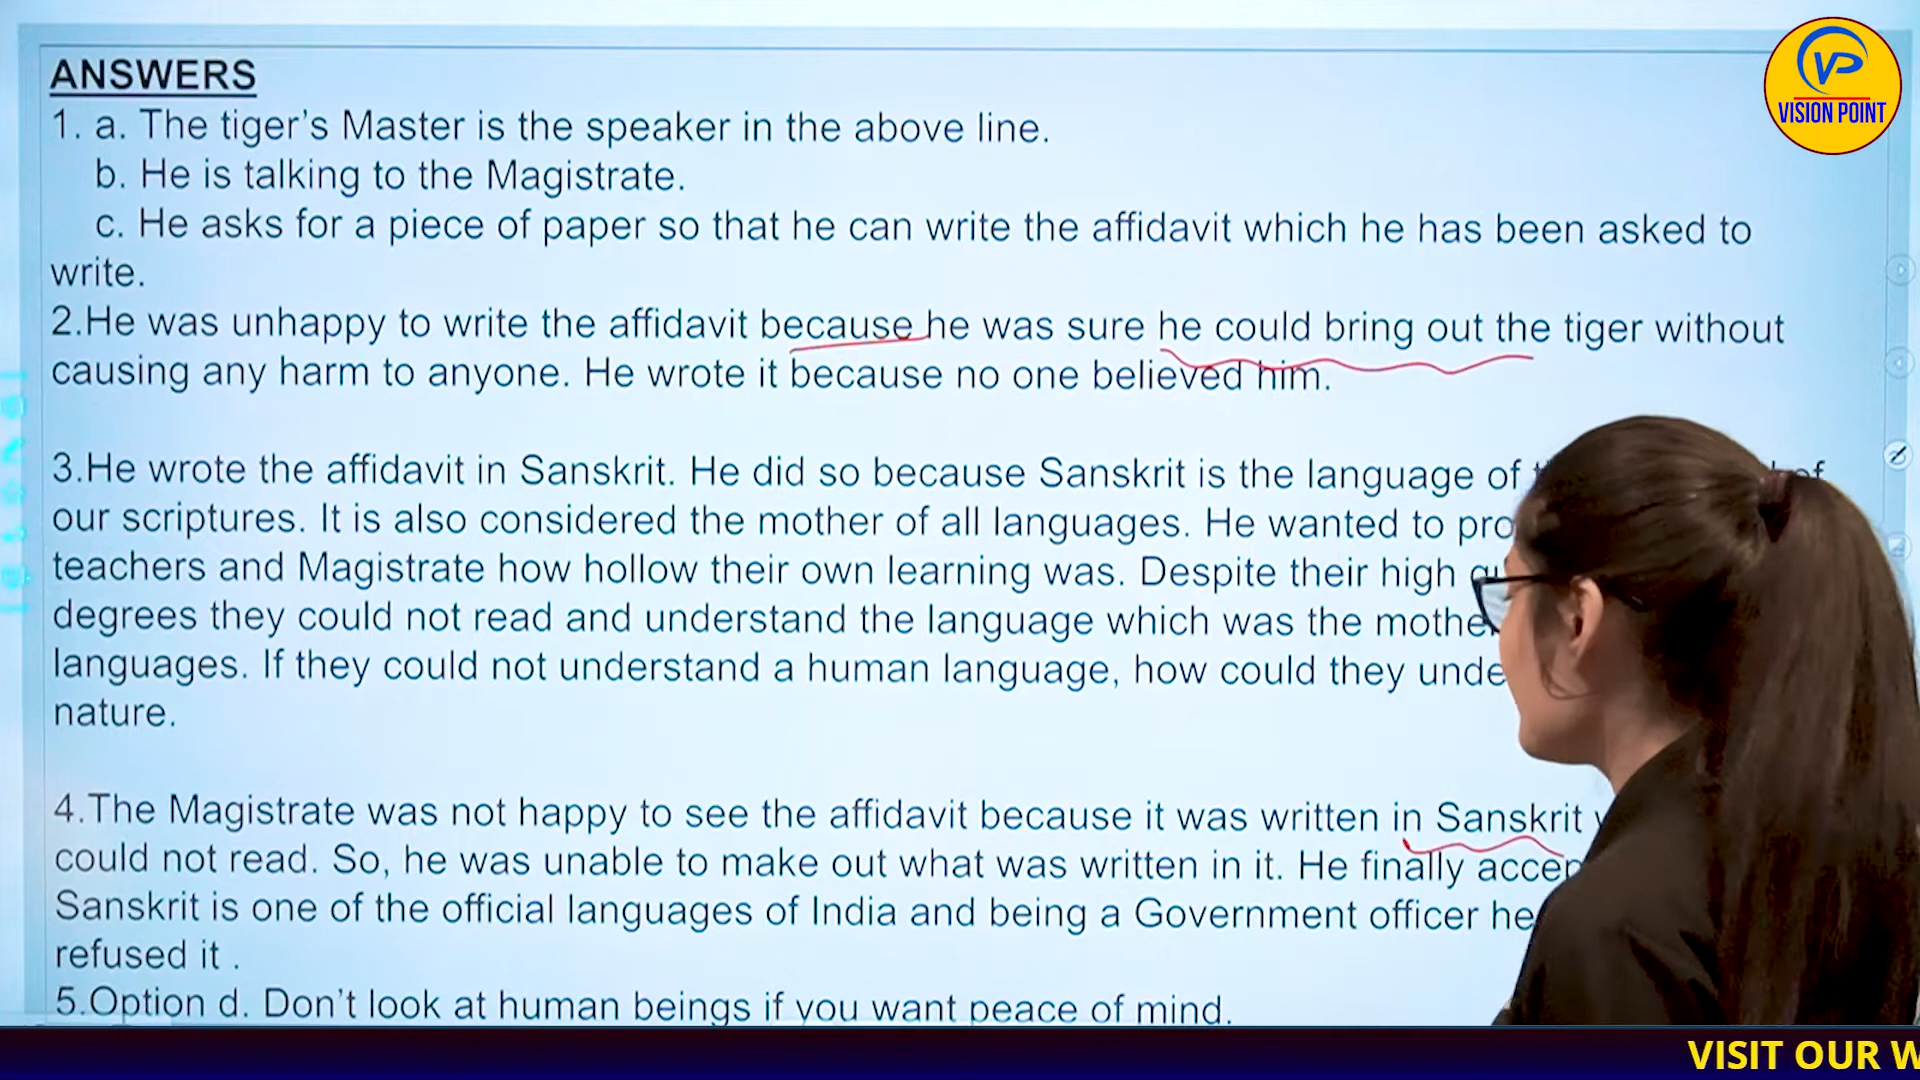 ANSWERS
1. a. The tiger's Master is the speaker in the above line.
b. He is talking to the Magistrate.
c. He asks for a piece of paper so that he can write the affidavit which he has been asked to
write.
2.He was unhappy to write the affidavit because he was sure he could bring out the tiger without
causing any harm to anyone. He wrote it because no one believed him.
3.He wrote the affidavit in Sanskrit. He did so because Sanskrit is the language of
our scriptures. It is also considered the mother of all languages. He wanted to
teachers and Magistrate how hollow their own learning was. Despite their high
degrees they could not read and understand the language which was the
languages. If they could not understand a human language, how could they
nature.
4.The Magistrate was not happy to see the affidavit because it was written in Sanskrit
could not read. So, he was unable to make out what was written in it. He finally
Sanskrit is one of the official languages of India and being a Government officer he
refused it .
5.Option d. Don't look at human beings if you want peace of mind.
VP
VISION POINT
VISIT OUR